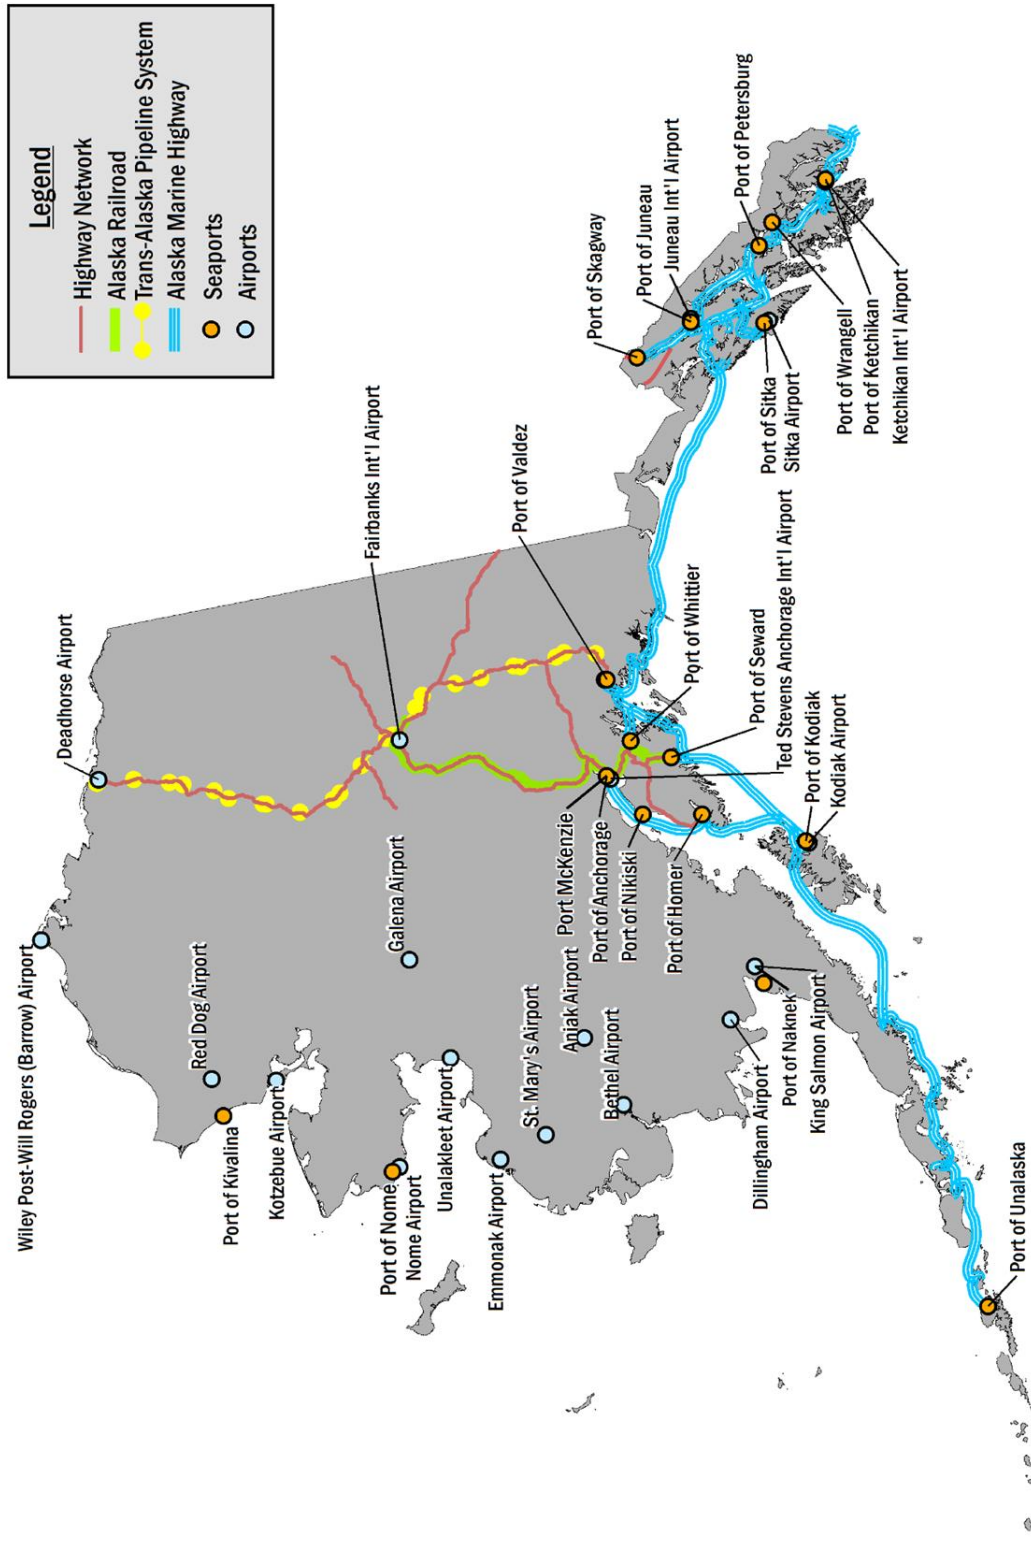 Legend
Highway Network
Alaska Railroad
Trans-Alaska Pipeline System
Alaska Marine Highway
Seaports
Airports
Wiley Post-Will Rogers (Barrow) Airport
Deadhorse Airport
Red Dog Airport
Port of Kivalina
Kotzebue Airport
Fairbanks Int'l Airport
Galena Airport
Port of Nome
Nome Airport
Unalakleet Airport
Emmonak Airport
St. Mary's Airport
Aniak Airport
Bethel Airport
Port McKenzie
Port of Anchorage
Port of Nikiski
Port of Homer
Port of Valdez
Port of Whittier
Port of Seward
Ted Stevens Anchorage Int'l Airport
Port of Kodiak
Kodiak Airport
Dillingham Airport
Port of Naknek
King Salmon Airport
Port of Unalaska
Port of Skagway
Port of Juneau
Juneau Int'l Airport
Port of Petersburg
Port of Sitka
Sitka Airport
Port of Wrangell
Port of Ketchikan
Ketchikan Int'l Airport